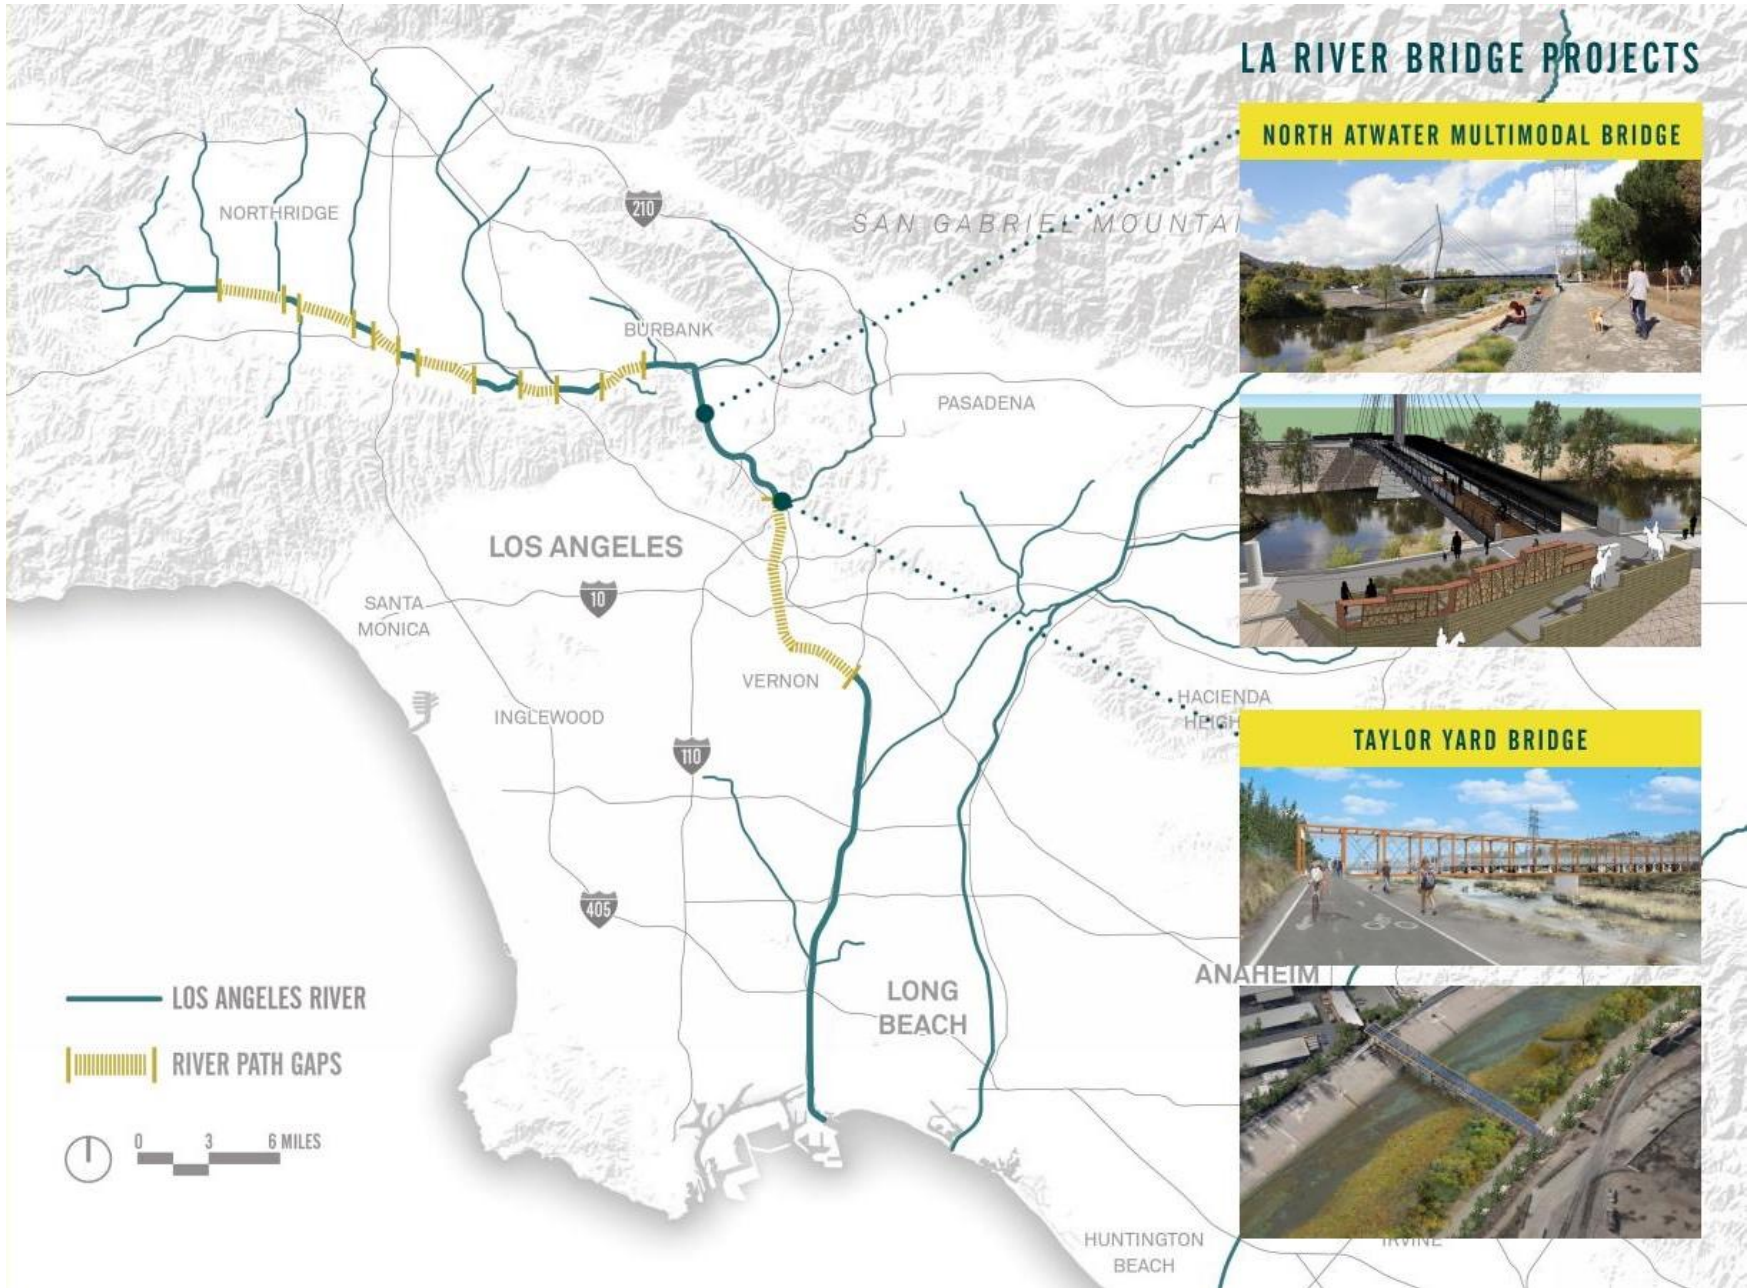 LA RIVER BRIDGE PROJECTS
NORTH ATWATER MULTIMODAL BRIDGE
NORTHRIDGE
210
SAN GABRIEL MOUNTAI
BURBANK
PASADENA
LOS ANGELES
10
SANTA
MONICA
VERNON
HACIENDA
HEIGH
INGLEWOOD
TAYLOR YARD BRIDGE
110
405
ANAHEIM
LONG
BEACH
LOS ANGELES RIVER
RIVER PATH GAPS
0 3 6 MILES
HUNTINGTON
BEACH
IRVINE